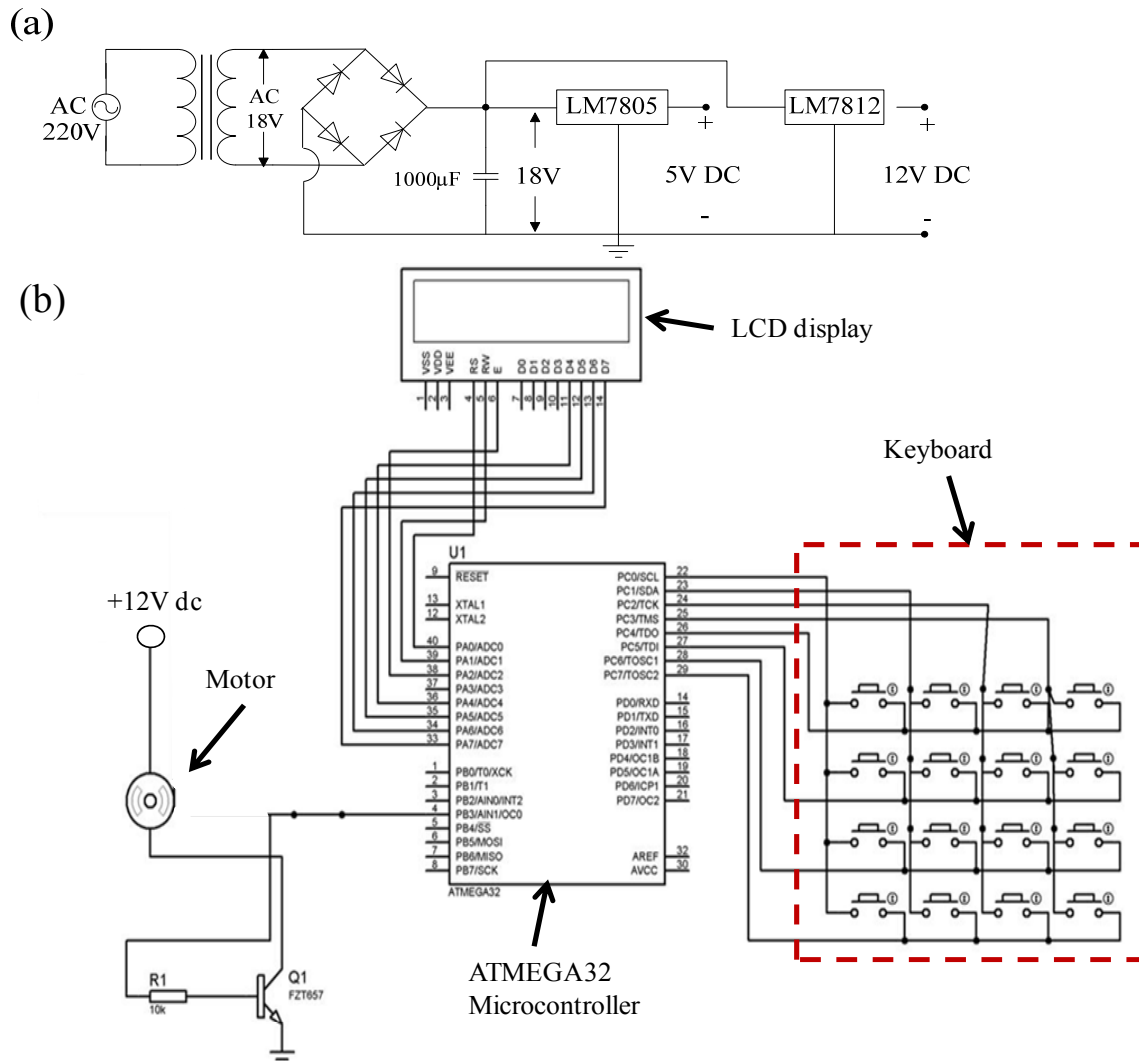 (a)
AC
220V
AC
18V
1000μF
18V
LM7805
+
5V DC
-
LM7812
+
12V DC
-
(b)
LCD display
VSS
VDD
VEE
RS
RW
E
D0
D1
D2
D3
D4
D5
D6
D7
1
2
3
4
5
6
7
8
9
10
11
12
13
14
Keyboard
+12V dc
Motor
U1
9 RESET
13 XTAL1
12 XTAL2
40 PA0/ADC0
39 PA1/ADC1
38 PA2/ADC2
37 PA3/ADC3
36 PA4/ADC4
35 PA5/ADC5
34 PA6/ADC6
33 PA7/ADC7
1 PB0/T0/XCK
2 PB1/T1
3 PB2/AIN0/INT2
4 PB3/AIN1/OC0
5 PB4/SS
6 PB5/MOSI
7 PB6/MISO
8 PB7/SCK
PC0/SCL 22
PC1/SDA 23
PC2/TCK 24
PC3/TMS 25
PC4/TDO 26
PC5/TDI 27
PC6/TOSC1 28
PC7/TOSC2 29
PD0/RXD 14
PD1/TXD 15
PD2/INT0 16
PD3/INT1 17
PD4/OC1B 18
PD5/OC1A 19
PD6/ICP1 20
PD7/OC2 21
AREF 32
AVCC 30
ATMEGA32
R1
10k
Q1
FZT657
ATMEGA32
Microcontroller